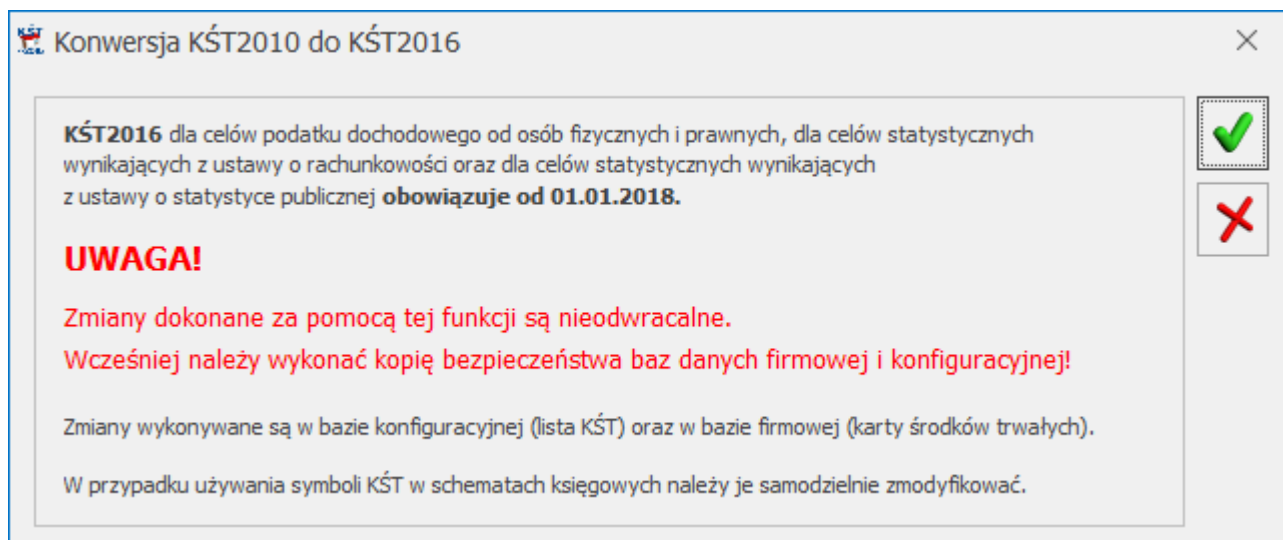 Konwersja KŚT2010 do KŚT2016
KŚT2016 dla celów podatku dochodowego od osób fizycznych i prawnych, dla celów statystycznych
wynikających z ustawy o rachunkowości oraz dla celów statystycznych wynikających
z ustawy o statystyce publicznej obowiązuje od 01.01.2018.
UWAGA!
Zmiany dokonane za pomocą tej funkcji są nieodwracalne.
Wcześniej należy wykonać kopię bezpieczeństwa baz danych firmowej i konfiguracyjnej!
Zmiany wykonywane są w bazie konfiguracyjnej (lista KŚT) oraz w bazie firmowej (karty środków trwałych).
W przypadku używania symboli KŚT w schematach księgowych należy je samodzielnie zmodyfikować.